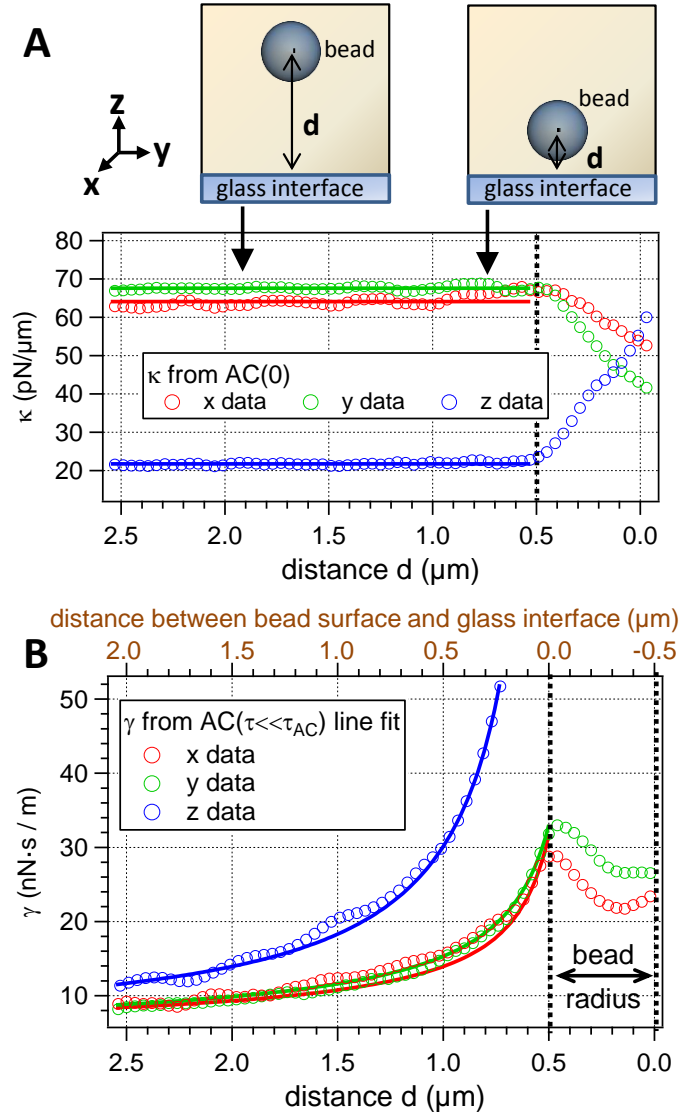 A
bead
d
glass interface
bead
d
glass interface
z
y
x
80
70
60
50
40
30
20
κ (pN/µm)
κ from AC(0)
x data y data z data
2.5 2.0 1.5 1.0 0.5 0.0
distance d (µm)
distance between bead surface and glass interface (µm)
B
2.0 1.5 1.0 0.5 0.0 -0.5
50
40
30
20
10
γ (nN·s / m)
γ from AC(τ<<τAC) line fit
x data
y data
z data
bead
radius
2.5 2.0 1.5 1.0 0.5 0.0
distance d (µm)